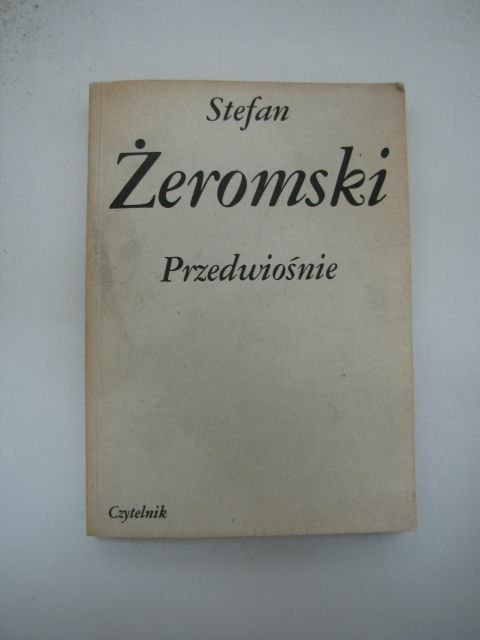 Stefan
Żeromski
Przedwiośnie
Czytelnik